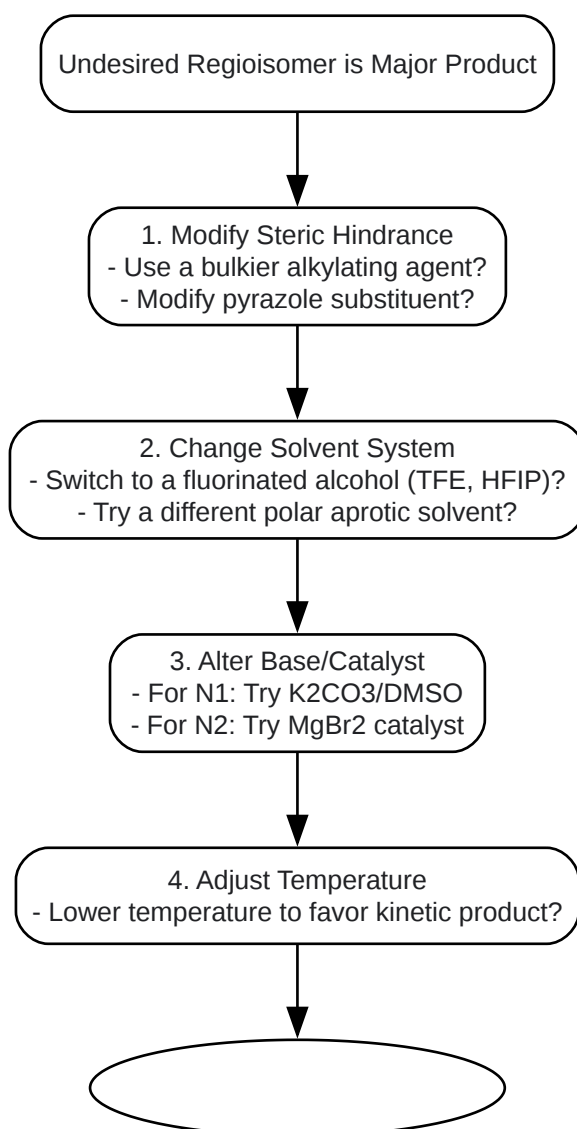 Undesired Regioisomer is Major Product
1. Modify Steric Hindrance
- Use a bulkier alkylating agent?
- Modify pyrazole substituent?
2. Change Solvent System
- Switch to a fluorinated alcohol (TFE, HFIP)?
- Try a different polar aprotic solvent?
3. Alter Base/Catalyst
- For N1: Try K2CO3/DMSO
- For N2: Try MgBr2 catalyst
4. Adjust Temperature
- Lower temperature to favor kinetic product?